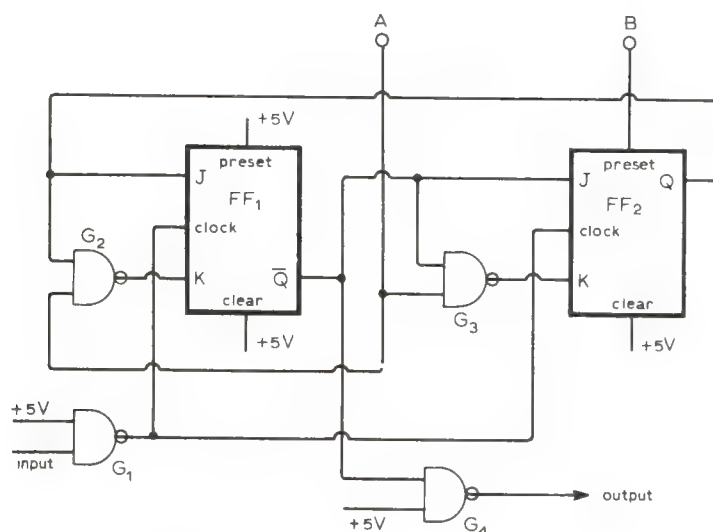 A
B
+5V
preset
J
FF1
clock
K
Q̅
clear
+5V
G2
preset
J
Q
FF2
clock
K
clear
+5V
G3
+5V
input
G1
+5V
G4
output